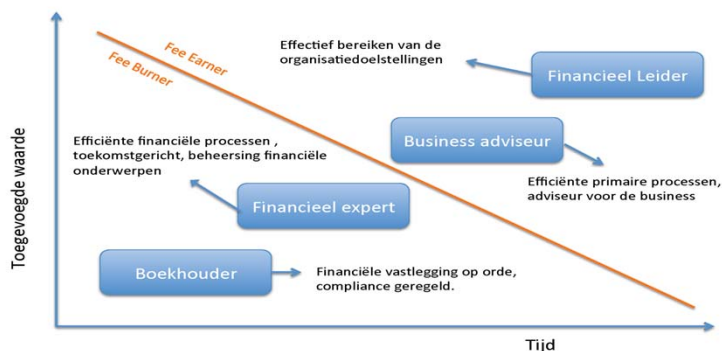 Fee Earner
Fee Burner
Effectief bereiken van de
organisatiedoelstellingen
Financieel Leider
Business adviseur
Efficiënte financiële processen ,
toekomstgericht, beheersing financiële
onderwerpen
Efficiënte primaire processen,
adviseur voor de business
Financieel expert
Boekhouder
Financiële vastlegging op orde,
compliance geregeld.
Toegevoegde waarde
Tijd